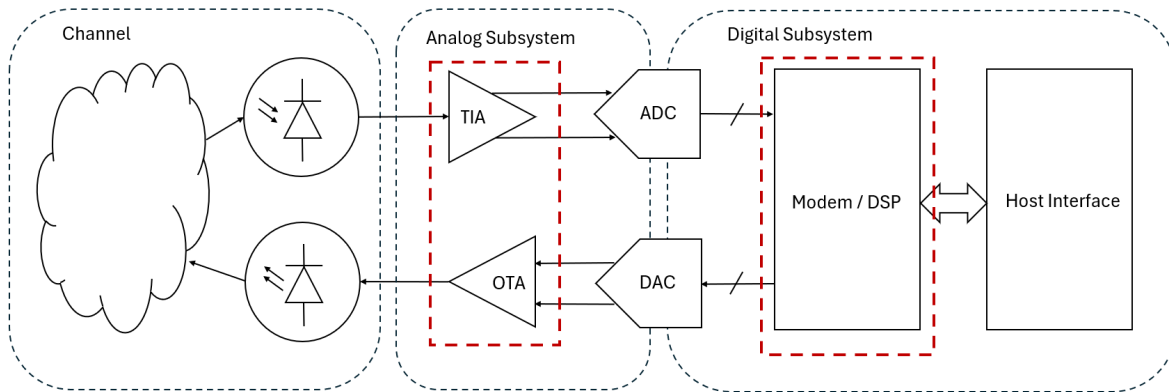 Channel
Analog Subsystem
Digital Subsystem
TIA
ADC
Modem / DSP
Host Interface
OTA
DAC